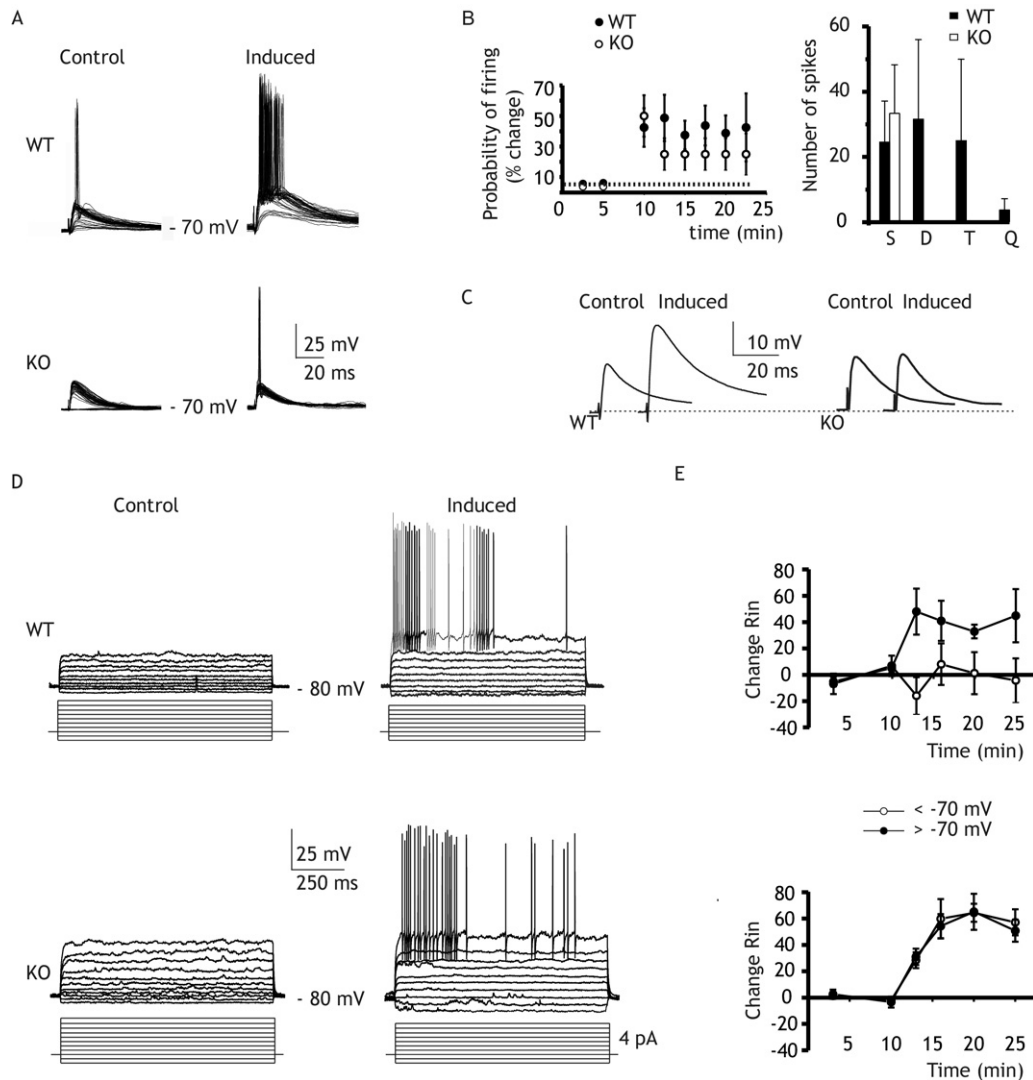 A
Control
Induced
WT
- 70 mV
KO
- 70 mV
25 mV
20 ms
B
WT
KO
Probability of firing
(% change)
70
50
30
10
0
5
10
15
20
25
time (min)
WT
KO
Number of spikes
60
40
20
0
S
D
T
Q
C
Control
Induced
Control
Induced
10 mV
20 ms
WT
KO
D
Control
Induced
WT
- 80 mV
25 mV
250 ms
KO
- 80 mV
4 pA
E
Change Rin
80
60
40
20
0
-20
-40
5
10
15
20
25
Time (min)
< -70 mV
> -70 mV
Change Rin
80
60
40
20
0
-20
-40
5
10
15
20
25
Time (min)